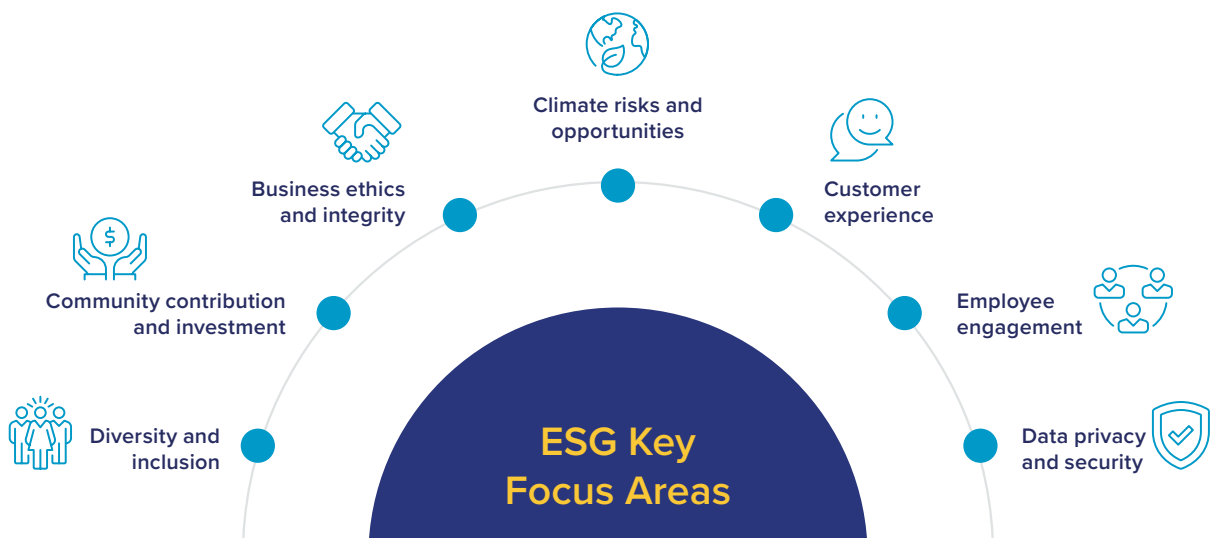 Climate risks and
opportunities
Business ethics
and integrity
Customer
experience
Community contribution
and investment
Employee
engagement
Diversity and
inclusion
Data privacy
and security
ESG Key
Focus Areas
$